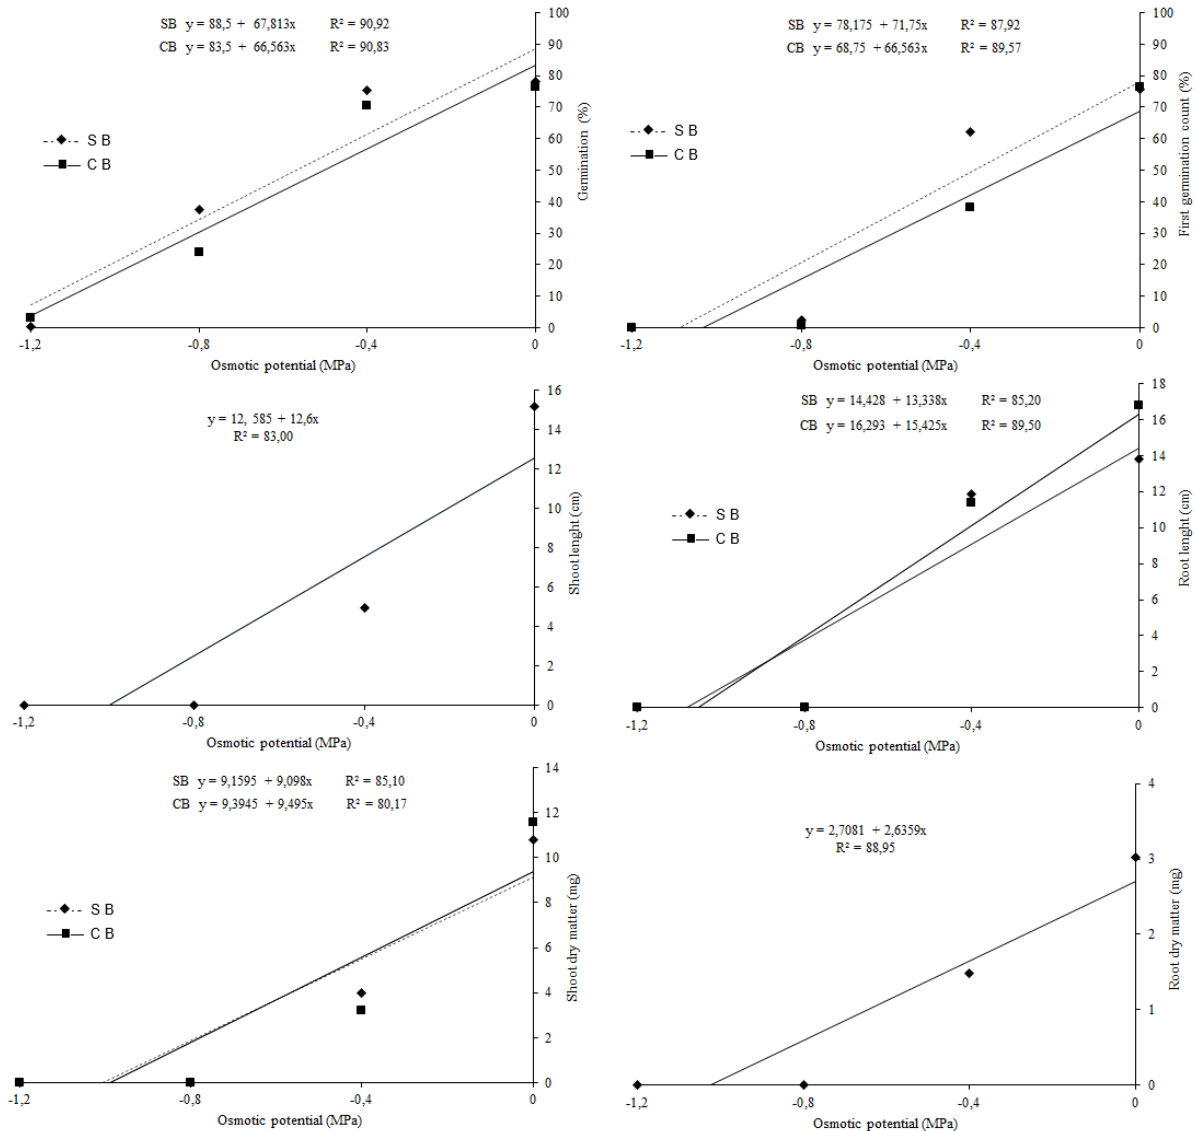 SB y = 88,5 + 67,813x R² = 90,92
CB y = 83,5 + 66,563x R² = 90,83
S B
C B
100
90
80
70
60
50
40
30
20
10
0
Germination (%)
-1,2 -0,8 -0,4 0
Osmotic potential (MPa)
SB y = 78,175 + 71,75x R² = 87,92
CB y = 68,75 + 66,563x R² = 89,57
S B
C B
100
90
80
70
60
50
40
30
20
10
0
First germination count (%)
-1,2 -0,8 -0,4 0
Osmotic potential (MPa)
y = 12, 585 + 12,6x
R² = 83,00
16
14
12
10
8
6
4
2
0
Shoot lenght (cm)
-1,2 -0,8 -0,4 0
Osmotic potential (MPa)
SB y = 14,428 + 13,338x R² = 85,20
CB y = 16,293 + 15,425x R² = 89,50
S B
C B
18
16
14
12
10
8
6
4
2
0
Root lenght (cm)
-1,2 -0,8 -0,4 0
Osmotic potential (MPa)
SB y = 9,1595 + 9,098x R² = 85,10
CB y = 9,3945 + 9,495x R² = 80,17
S B
C B
14
12
10
8
6
4
2
0
Shoot dry matter (mg)
-1,2 -0,8 -0,4 0
Osmotic potential (MPa)
y = 2,7081 + 2,6359x
R² = 88,95
4
3
2
1
0
Root dry matter (mg)
-1,2 -0,8 -0,4 0
Osmotic potential (MPa)